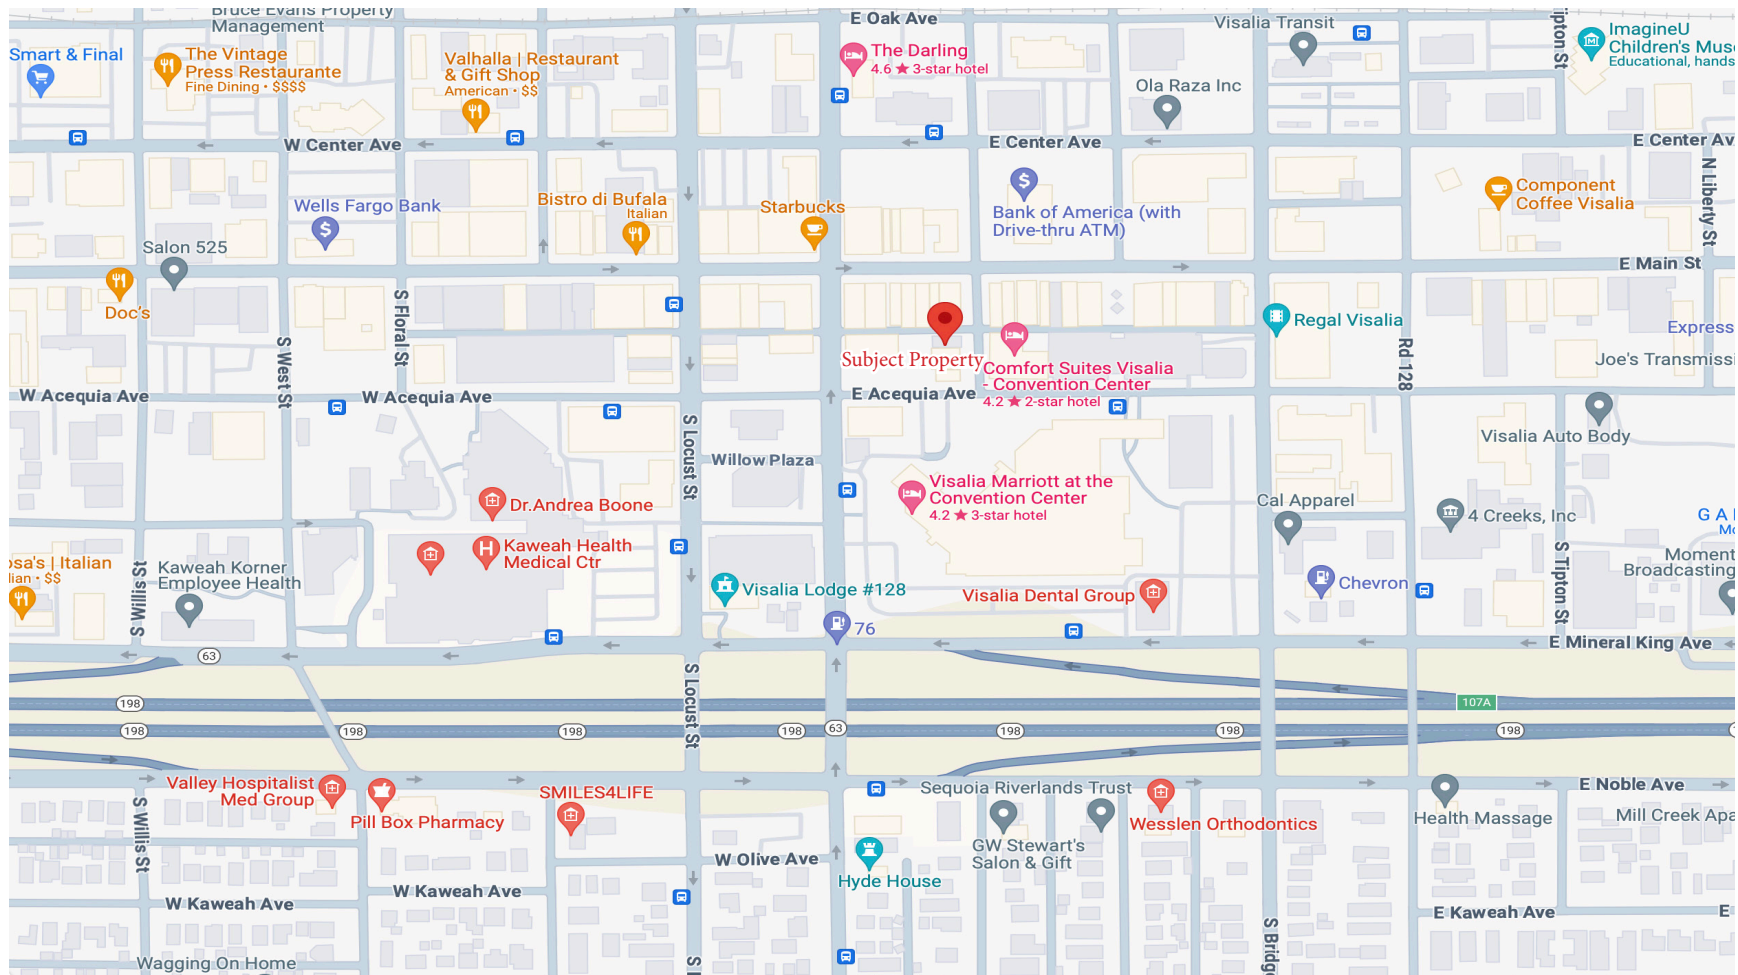 Bruce Evans Property
Management
E Oak Ave
Visalia Transit
ipton St
ImagineU
Children's Mus
Educational, hands
Smart & Final
The Vintage
Press Restaurante
Fine Dining • $$$$
Valhalla | Restaurant
& Gift Shop
American • $$
The Darling
4.6 ★ 3-star hotel
Ola Raza Inc
W Center Ave
E Center Ave
E Center Av
N Liberty St
Wells Fargo Bank
Bistro di Bufala
Italian
Starbucks
Bank of America (with
Drive-thru ATM)
Component
Coffee Visalia
Salon 525
E Main St
Doc's
S Floral St
S West St
Regal Visalia
Express
Rd 128
Joe's Transmissi
Subject Property
Comfort Suites Visalia
- Convention Center
4.2 ★ 2-star hotel
W Acequia Ave
W Acequia Ave
E Acequia Ave
S Locust St
Willow Plaza
Visalia Auto Body
Visalia Marriott at the
Convention Center
4.2 ★ 3-star hotel
Dr.Andrea Boone
Cal Apparel
4 Creeks, Inc
G A
Mo
Kaweah Health
Medical Ctr
osa's | Italian
lian • $$
Kaweah Korner
Employee Health
S Willis St
S Tipton St
Moment
Broadcasting
Visalia Lodge #128
Visalia Dental Group
Chevron
76
E Mineral King Ave
63
S Locust St
198
107A
198
198
198
198
63
198
198
198
Valley Hospitalist
Med Group
Pill Box Pharmacy
SMILES4LIFE
Sequoia Riverlands Trust
E Noble Ave
S Willis St
GW Stewart's
Salon & Gift
Wesslen Orthodontics
Health Massage
Mill Creek Apa
W Olive Ave
Hyde House
W Kaweah Ave
W Kaweah Ave
E Kaweah Ave
E
S Bridg
Wagging On Home
S